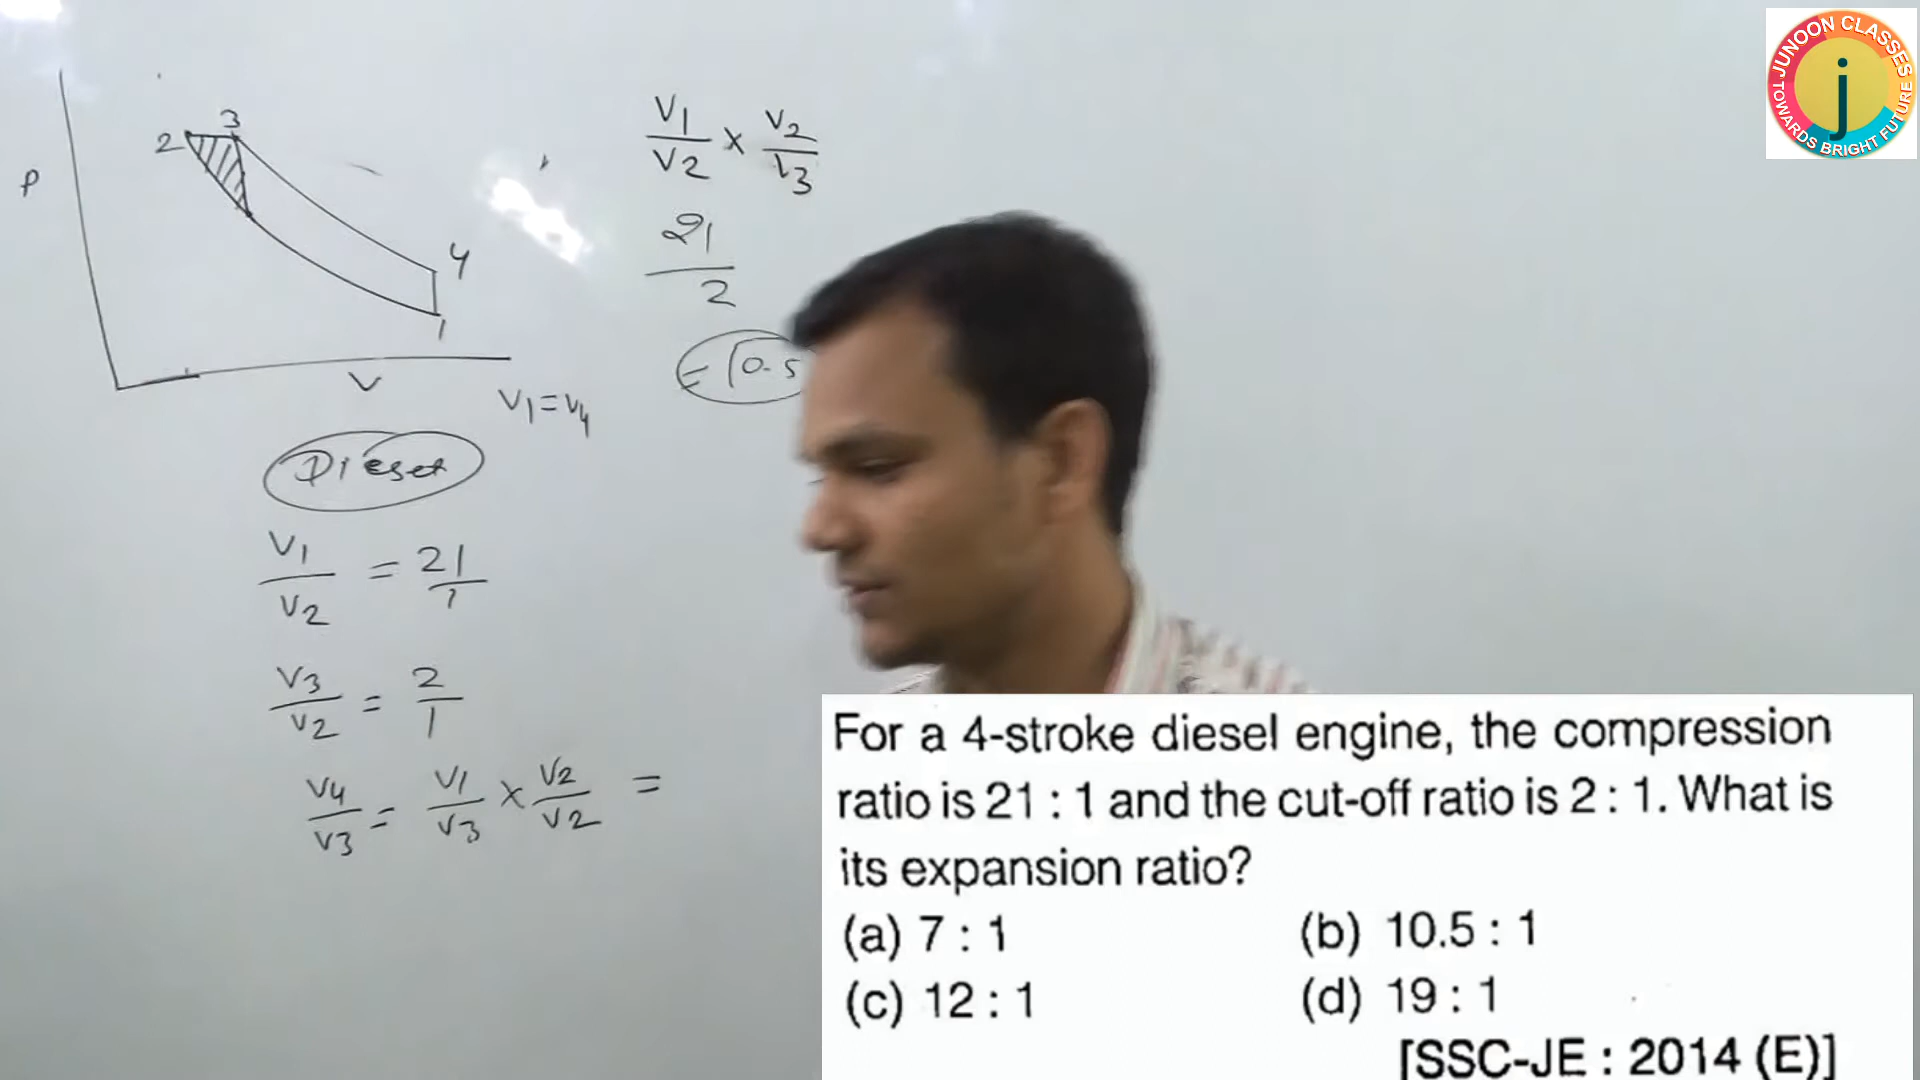 P
2
3
4
1
V
V1 = V4
Diesel
V1/V2 = 21/1
V3/V2 = 2/1
V4/V3 = V1/V3 × V2/V2 =
V1/V2 × V2/V3
21/2
= 10.5
JUNOON CLASSES
j
TOWARDS BRIGHT FUTURE
For a 4-stroke diesel engine, the compression
ratio is 21 : 1 and the cut-off ratio is 2 : 1. What is
its expansion ratio?
(a) 7 : 1 (b) 10.5 : 1
(c) 12 : 1 (d) 19 : 1
[SSC-JE : 2014 (E)]